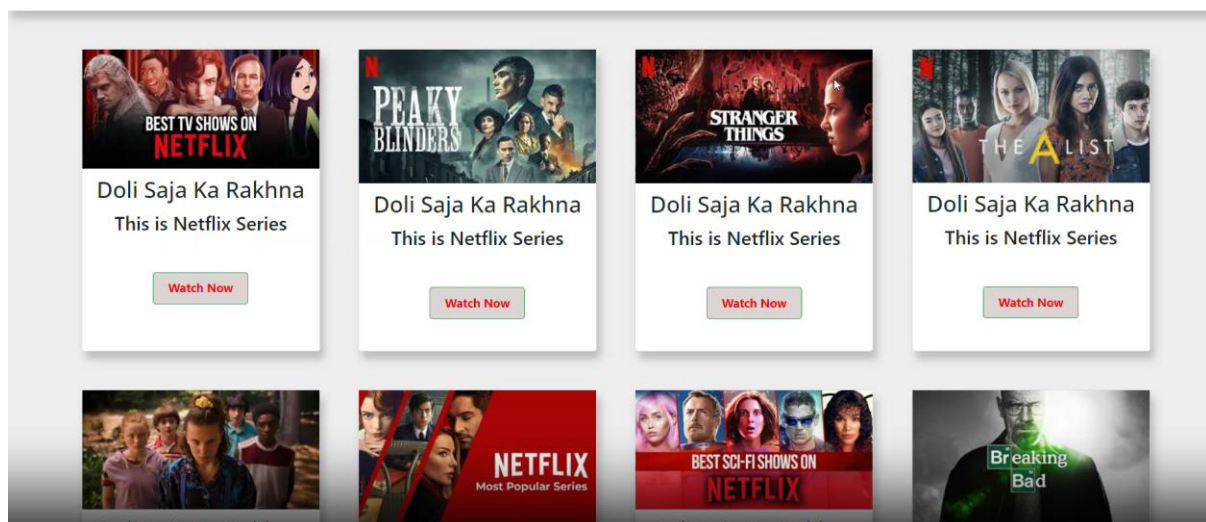 BEST TV SHOWS ON
NETFLIX
Doli Saja Ka Rakhna
This is Netflix Series
Watch Now
N
PEAKY
BLINDERS
Doli Saja Ka Rakhna
This is Netflix Series
Watch Now
N
STRANGER
THINGS
Doli Saja Ka Rakhna
This is Netflix Series
Watch Now
N
THE A LIST
Doli Saja Ka Rakhna
This is Netflix Series
Watch Now
NETFLIX
Most Popular Series
BEST SCI-FI SHOWS ON
NETFLIX
Breaking
Bad